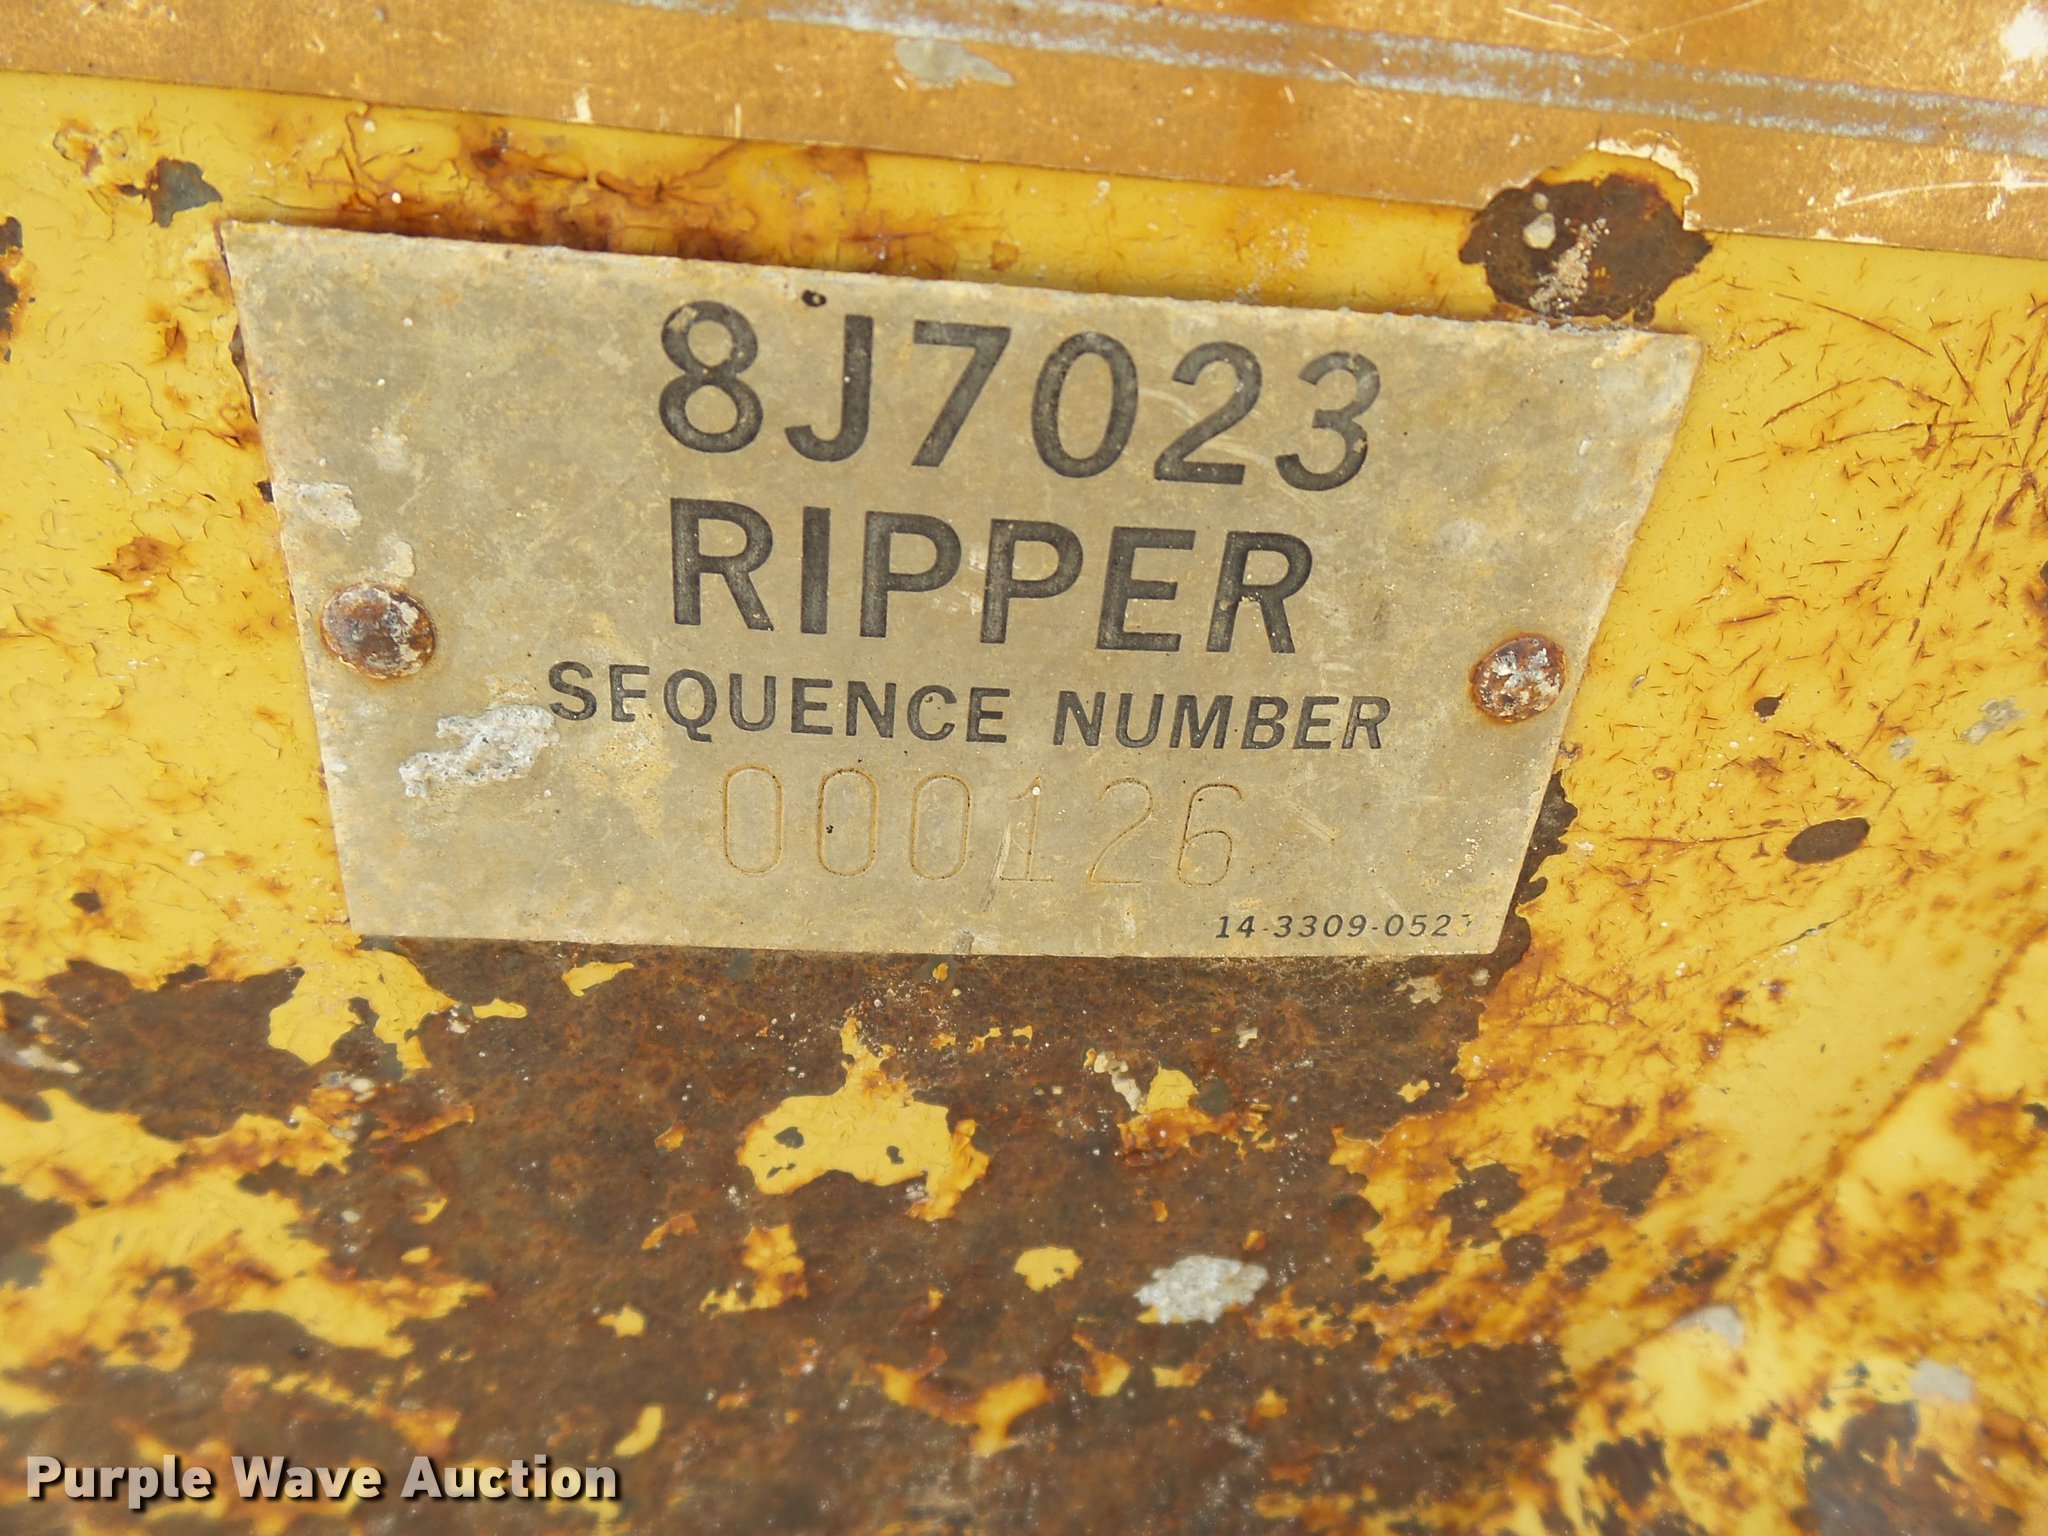 8J7023
RIPPER
SEQUENCE NUMBER
000126
Purple Wave Auction